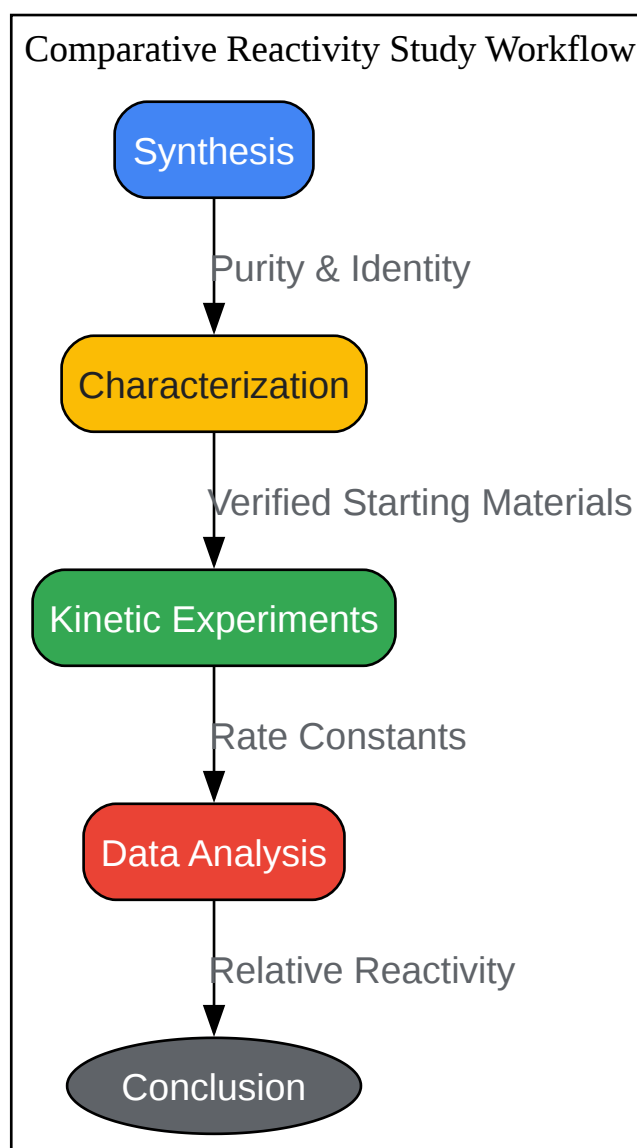 Comparative Reactivity Study Workflow
Synthesis
Purity & Identity
Characterization
Verified Starting Materials
Kinetic Experiments
Rate Constants
Data Analysis
Relative Reactivity
Conclusion